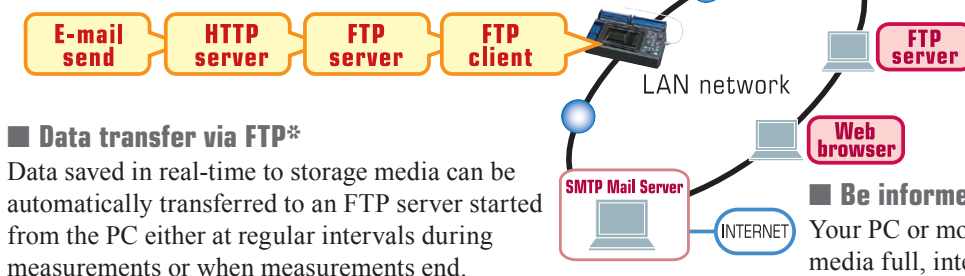 E-mail
send
HTTP
server
FTP
server
FTP
client
LAN network
FTP
server
Web
browser
SMTP Mail Server
INTERNET
■ Data transfer via FTP*
Data saved in real-time to storage media can be
automatically transferred to an FTP server started
from the PC either at regular intervals during
measurements or when measurements end.
■ Be informe
Your PC or mo
media full, inte